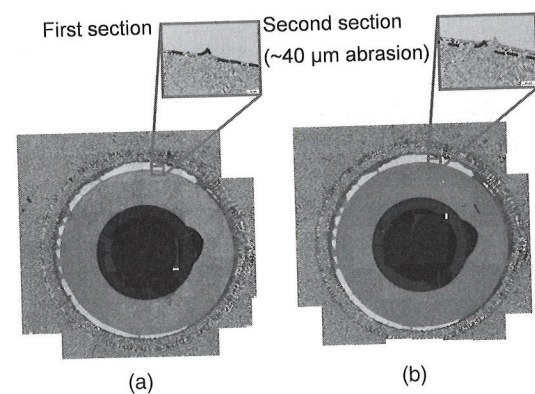 First section
Second section
(~40 µm abrasion)
(a)
(b)